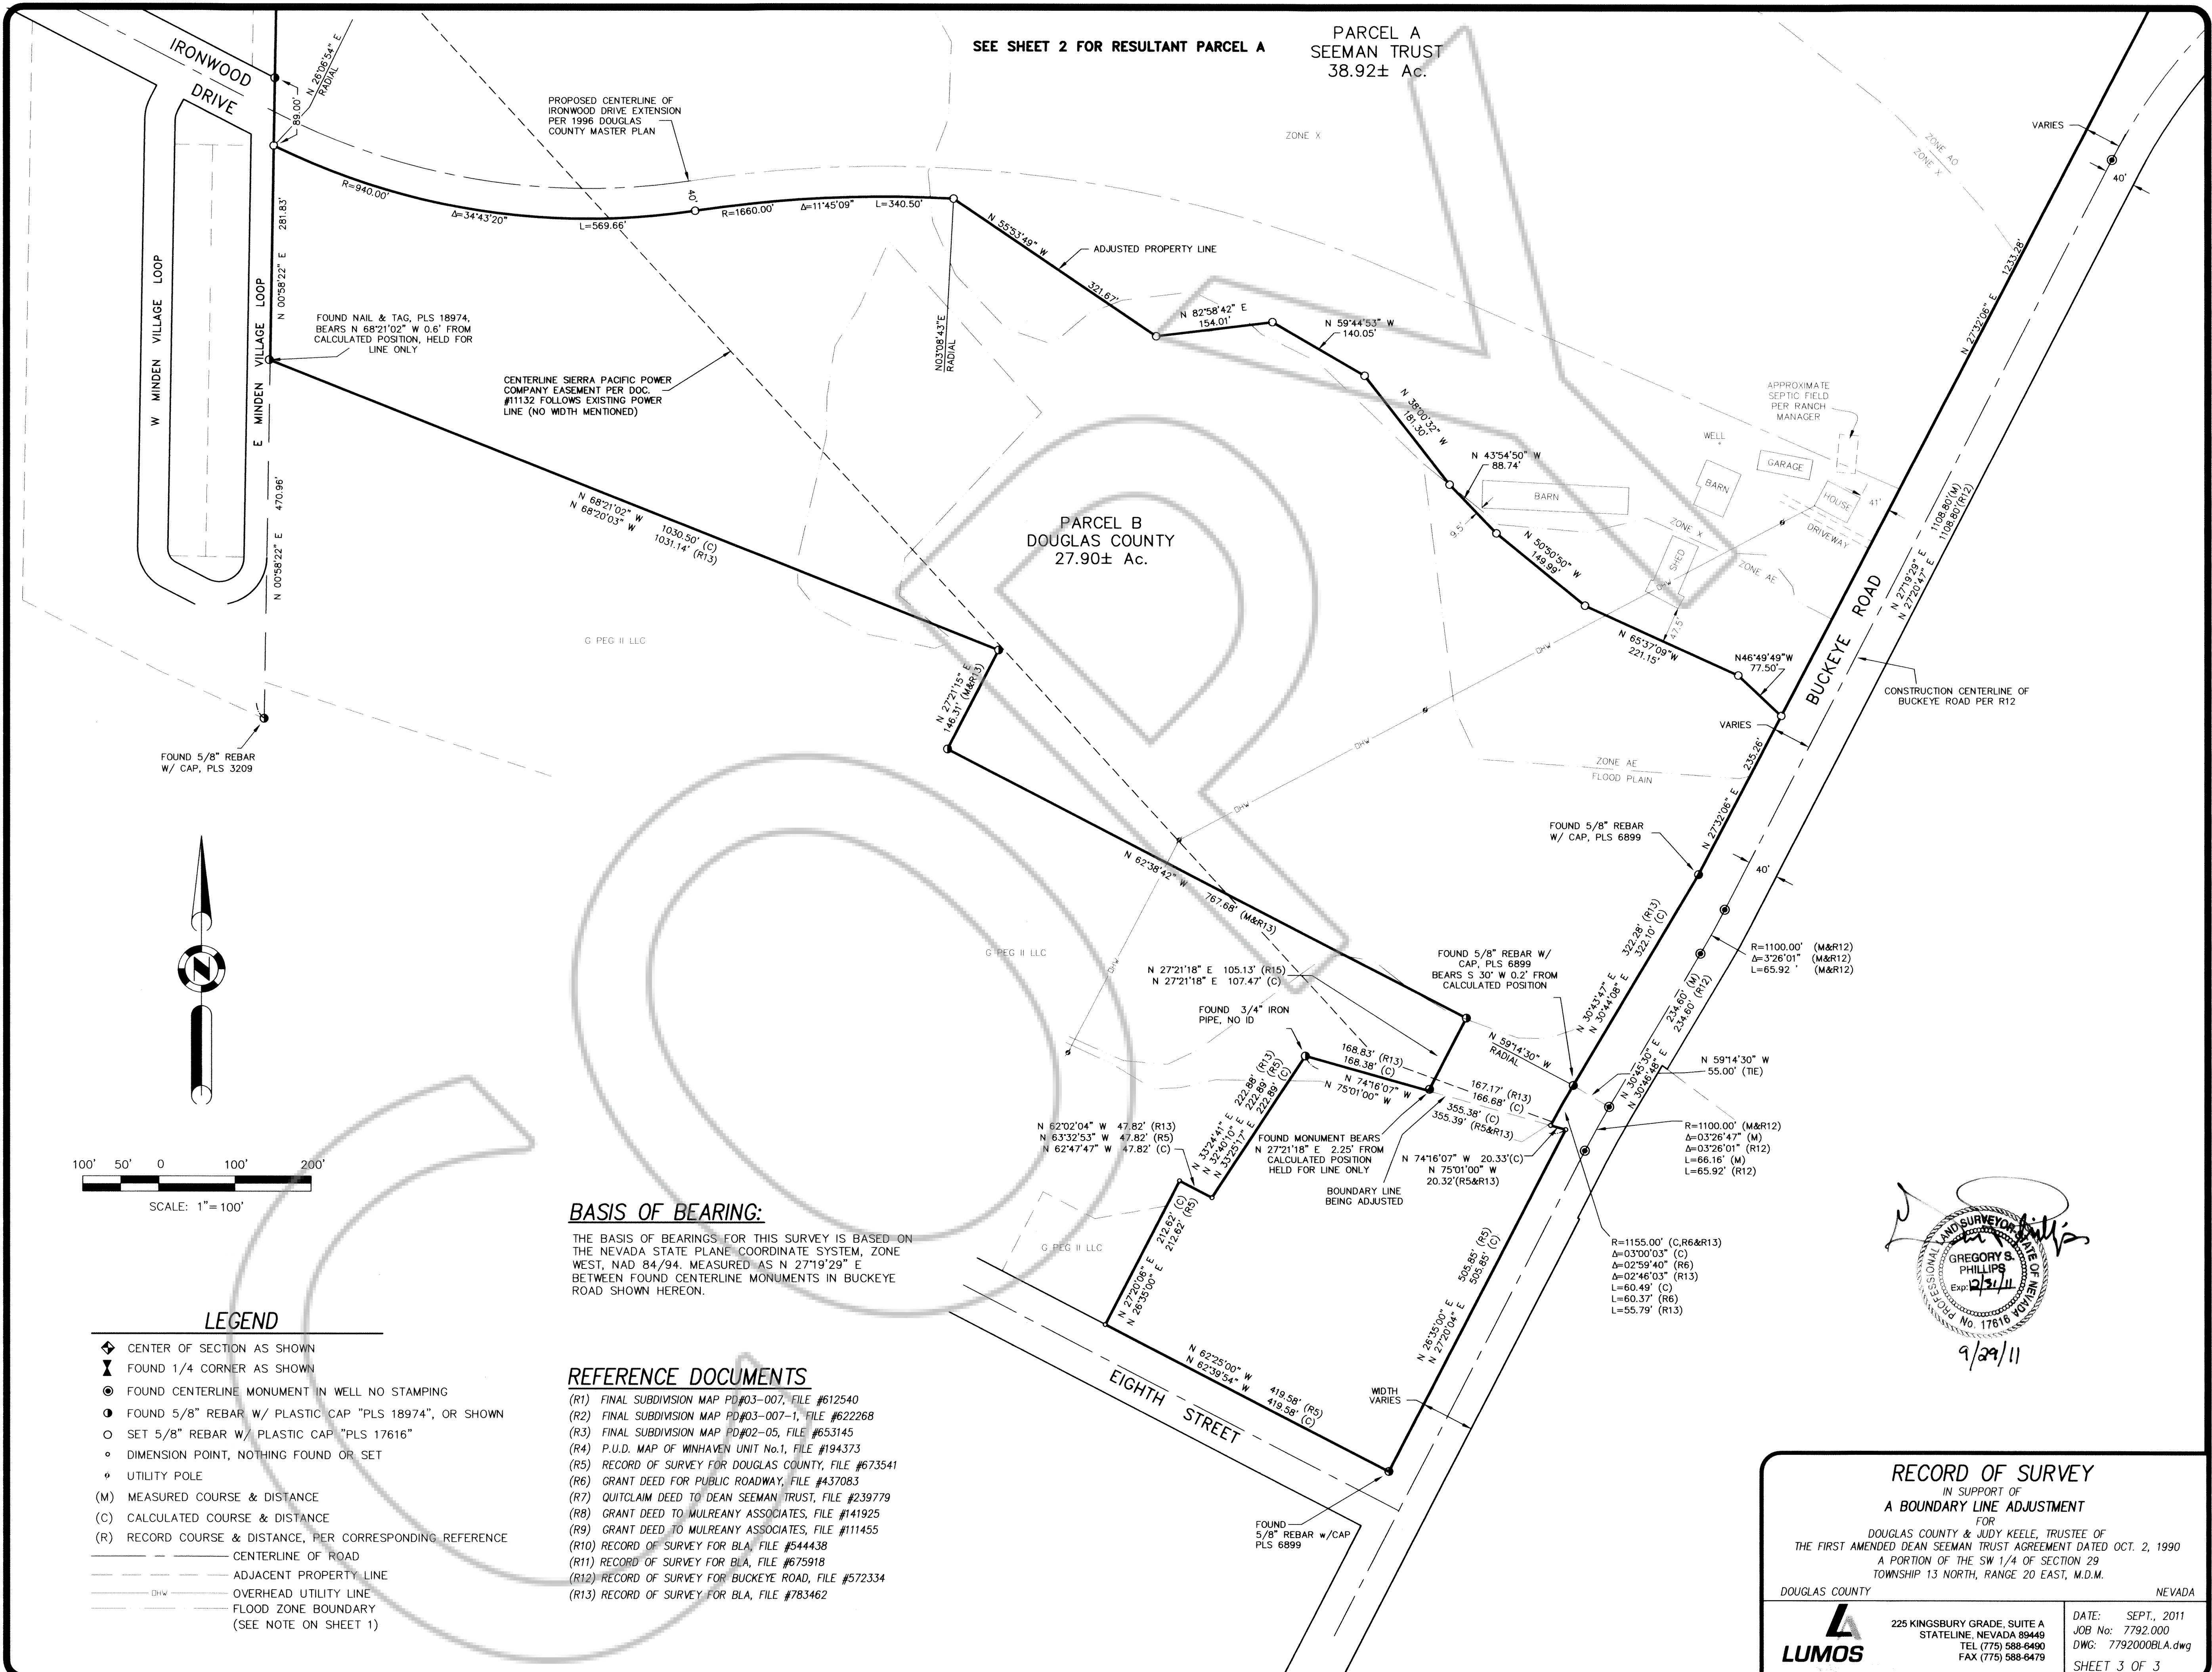 SEE SHEET 2 FOR RESULTANT PARCEL A
PARCEL A
SEEMAN TRUST
38.92± Ac.
IRONWOOD
DRIVE
N 26°06'54" E
RADIAL
89.00'
PROPOSED CENTERLINE OF
IRONWOOD DRIVE EXTENSION
PER 1996 DOUGLAS
COUNTY MASTER PLAN
ZONE X
ZONE AO
ZONE X
VARIES
40'
R=940.00'
Δ=34°43'20"
L=569.66'
40'
R=1660.00'
Δ=11°45'09"
L=340.50'
N03°08'43"E
RADIAL
N 55°53'49" W
321.67'
ADJUSTED PROPERTY LINE
N 82°58'42" E
154.01'
N 59°44'53" W
140.05'
N 38°00'32" W
181.30'
N 43°54'50" W
88.74'
9.5'
N 50°50'50" W
149.99'
N 65°37'09"W
221.15'
47.5'
N46°49'49"W
77.50'
W MINDEN VILLAGE LOOP
E MINDEN VILLAGE LOOP
N 00°58'22" E 281.83'
N 00°58'22" E 470.96'
FOUND NAIL & TAG, PLS 18974,
BEARS N 68°21'02" W 0.6' FROM
CALCULATED POSITION, HELD FOR
LINE ONLY
CENTERLINE SIERRA PACIFIC POWER
COMPANY EASEMENT PER DOC.
#11132 FOLLOWS EXISTING POWER
LINE (NO WIDTH MENTIONED)
N 68°21'02" W 1030.50' (C)
N 68°20'03" W 1031.14' (R13)
PARCEL B
DOUGLAS COUNTY
27.90± Ac.
APPROXIMATE
SEPTIC FIELD
PER RANCH
MANAGER
WELL
GARAGE
BARN
BARN
HOUSE
41'
DRIVEWAY
SHED
ZONE X
ZONE AE
OHW
N 27°32'06" E 1233.28'
1108.80'(M)
1108.80'(R12)
N 27°19'29" E
N 27°20'47" E
BUCKEYE ROAD
CONSTRUCTION CENTERLINE OF
BUCKEYE ROAD PER R12
VARIES
G PEG II LLC
N 27°21'15" E
146.31' (M&R13)
OHW
OHW
OHW
OHW
ZONE AE
FLOOD PLAIN
235.26'
N 27°32'06" E
FOUND 5/8" REBAR
W/ CAP, PLS 3209
FOUND 5/8" REBAR
W/ CAP, PLS 6899
40'
N 62°38'42" W 767.68' (M&R13)
G PEG II LLC
322.28' (R13)
322.10' (C)
N 30°43'47" E
N 30°44'08" E
R=1100.00' (M&R12)
Δ=3°26'01" (M&R12)
L=65.92 ' (M&R12)
FOUND 5/8" REBAR W/
CAP, PLS 6899
BEARS S 30° W 0.2' FROM
CALCULATED POSITION
234.60' (M)
234.60' (R12)
N 30°45'30" E
N 30°46'48" E
N 27°21'18" E 105.13' (R15)
N 27°21'18" E 107.47' (C)
FOUND 3/4" IRON
PIPE, NO ID
N 59°14'30" W
RADIAL
N 59°14'30" W
55.00' (TIE)
168.83' (R13)
168.38' (C)
N 74°16'07" W
N 75°01'00" W
167.17' (R13)
166.68' (C)
355.38' (C)
355.39' (R5&R13)
222.88' (R13)
222.89' (R5)
222.89' (C)
N 33°24'41" E
N 32°40'10" E
N 33°25'17" E
N 62°02'04" W 47.82' (R13)
N 63°32'53" W 47.82' (R5)
N 62°47'47" W 47.82' (C)
FOUND MONUMENT BEARS
N 27°21'18" E 2.25' FROM
CALCULATED POSITION
HELD FOR LINE ONLY
BOUNDARY LINE
BEING ADJUSTED
N 74°16'07" W 20.33'(C)
N 75°01'00" W
20.32'(R5&R13)
R=1100.00' (M&R12)
Δ=03°26'47" (M)
Δ=03°26'01" (R12)
L=66.16' (M)
L=65.92' (R12)
R=1155.00' (C,R6&R13)
Δ=03°00'03" (C)
Δ=02°59'40" (R6)
Δ=02°46'03" (R13)
L=60.49' (C)
L=60.37' (R6)
L=55.79' (R13)
100' 50' 0 100' 200'
SCALE: 1"=100'
BASIS OF BEARING:
THE BASIS OF BEARINGS FOR THIS SURVEY IS BASED ON
THE NEVADA STATE PLANE COORDINATE SYSTEM, ZONE
WEST, NAD 84/94. MEASURED AS N 27°19'29" E
BETWEEN FOUND CENTERLINE MONUMENTS IN BUCKEYE
ROAD SHOWN HEREON.
212.62' (C)
212.62' (R5)
N 27°20'06" E
N 26°35'00" E
G PEG II LLC
505.85' (R5)
505.85' (C)
N 26°35'00" E
N 27°20'04" E
N 62°25'00" W 419.58' (R5)
N 62°39'54" W 419.58' (C)
EIGHTH STREET
WIDTH
VARIES
FOUND
5/8" REBAR w/CAP
PLS 6899
LEGEND
CENTER OF SECTION AS SHOWN
FOUND 1/4 CORNER AS SHOWN
FOUND CENTERLINE MONUMENT IN WELL NO STAMPING
FOUND 5/8" REBAR W/ PLASTIC CAP "PLS 18974", OR SHOWN
SET 5/8" REBAR W/ PLASTIC CAP "PLS 17616"
DIMENSION POINT, NOTHING FOUND OR SET
UTILITY POLE
(M) MEASURED COURSE & DISTANCE
(C) CALCULATED COURSE & DISTANCE
(R) RECORD COURSE & DISTANCE, PER CORRESPONDING REFERENCE
CENTERLINE OF ROAD
ADJACENT PROPERTY LINE
OHW OVERHEAD UTILITY LINE
FLOOD ZONE BOUNDARY
(SEE NOTE ON SHEET 1)
REFERENCE DOCUMENTS
(R1) FINAL SUBDIVISION MAP PD#03-007, FILE #612540
(R2) FINAL SUBDIVISION MAP PD#03-007-1, FILE #622268
(R3) FINAL SUBDIVISION MAP PD#02-05, FILE #653145
(R4) P.U.D. MAP OF WINHAVEN UNIT No.1, FILE #194373
(R5) RECORD OF SURVEY FOR DOUGLAS COUNTY, FILE #673541
(R6) GRANT DEED FOR PUBLIC ROADWAY, FILE #437083
(R7) QUITCLAIM DEED TO DEAN SEEMAN TRUST, FILE #239779
(R8) GRANT DEED TO MULREANY ASSOCIATES, FILE #141925
(R9) GRANT DEED TO MULREANY ASSOCIATES, FILE #111455
(R10) RECORD OF SURVEY FOR BLA, FILE #544438
(R11) RECORD OF SURVEY FOR BLA, FILE #675918
(R12) RECORD OF SURVEY FOR BUCKEYE ROAD, FILE #572334
(R13) RECORD OF SURVEY FOR BLA, FILE #783462
PROFESSIONAL LAND SURVEYOR STATE OF NEVADA
GREGORY S.
PHILLIPS
Exp: 12/31/11
No. 17616
9/29/11
RECORD OF SURVEY
IN SUPPORT OF
A BOUNDARY LINE ADJUSTMENT
FOR
DOUGLAS COUNTY & JUDY KEELE, TRUSTEE OF
THE FIRST AMENDED DEAN SEEMAN TRUST AGREEMENT DATED OCT. 2, 1990
A PORTION OF THE SW 1/4 OF SECTION 29
TOWNSHIP 13 NORTH, RANGE 20 EAST, M.D.M.
DOUGLAS COUNTY NEVADA
LUMOS
225 KINGSBURY GRADE, SUITE A
STATELINE, NEVADA 89449
TEL (775) 588-6490
FAX (775) 588-6479
DATE: SEPT., 2011
JOB No: 7792.000
DWG: 7792000BLA.dwg
SHEET 3 OF 3
COPY